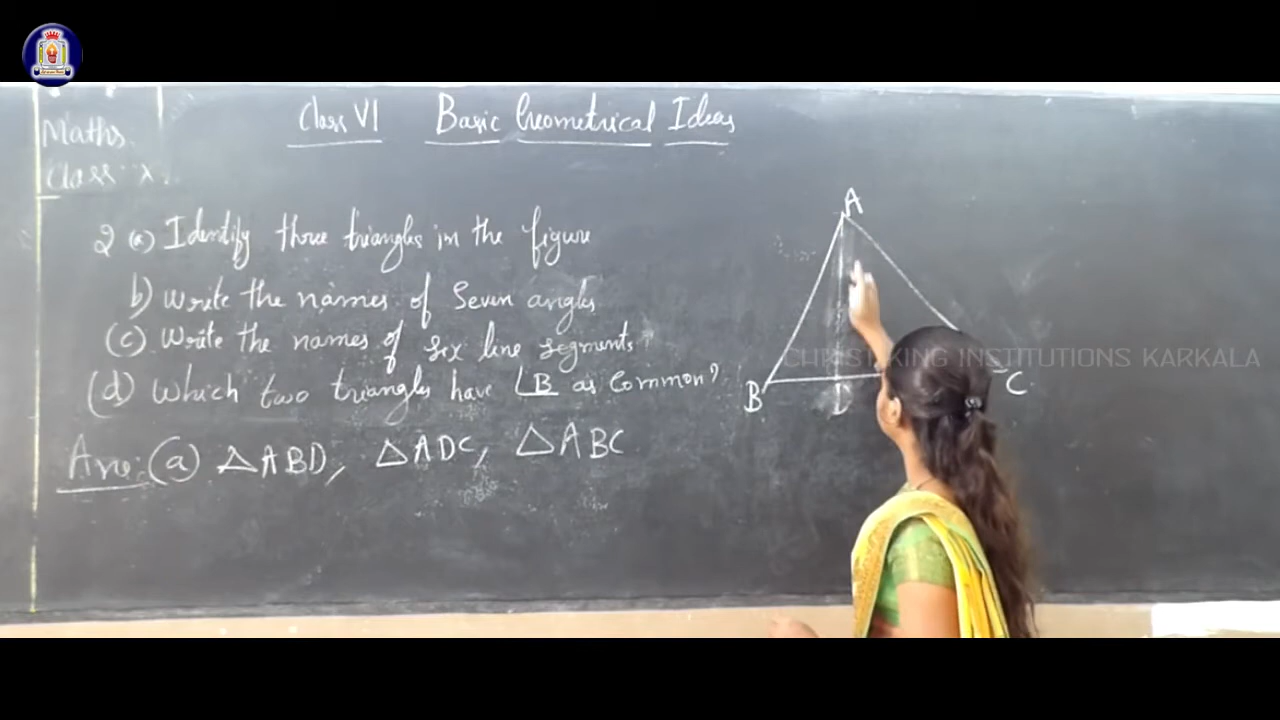 Maths
Class X
Class VI Basic Geometrical Ideas
2 (a) Identify three triangles in the figure
b) Write the names of Seven angles
(c) Write the names of six line segments?
(d) Which two triangles have ∠B as Common?
Ans: (a) △ABD, △ADC, △ABC
A
B
D
C
CHRIST KING INSTITUTIONS KARKALA